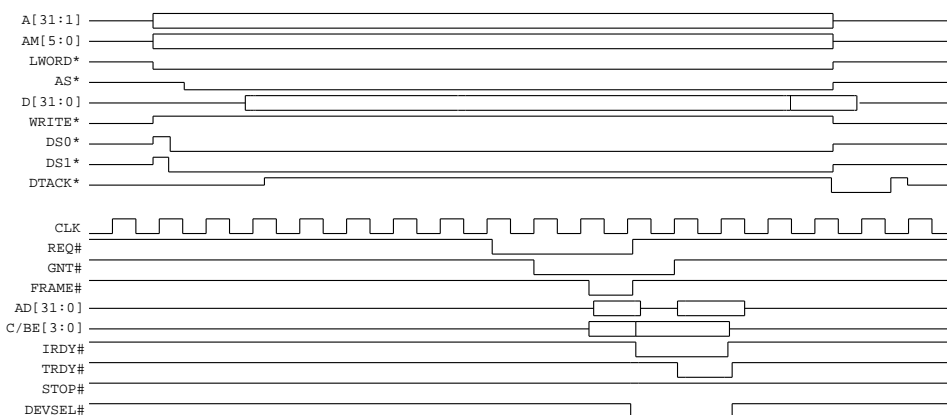 A[31:1]
AM[5:0]
LWORD*
AS*
D[31:0]
WRITE*
DS0*
DS1*
DTACK*
CLK
REQ#
GNT#
FRAME#
AD[31:0]
C/BE[3:0]
IRDY#
TRDY#
STOP#
DEVSEL#